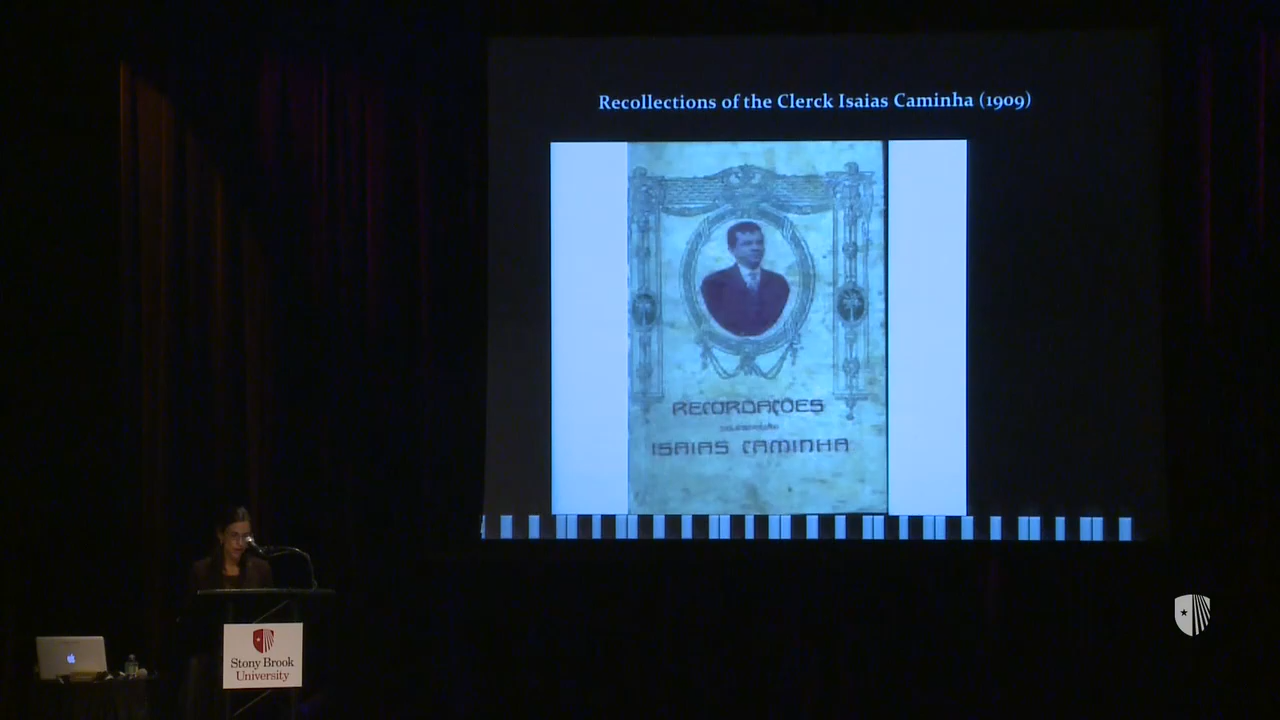 Recollections of the Clerck Isaias Caminha (1909)
RECORDAÇÕES
ISAIAS CAMINHA
Stony Brook
University